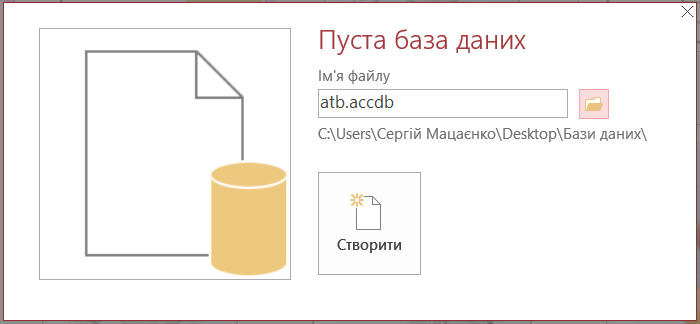 Пуста база даних
Ім'я файлу
atb.accdb
C:\Users\Сергій Мацаєнко\Desktop\Бази даних\
Створити